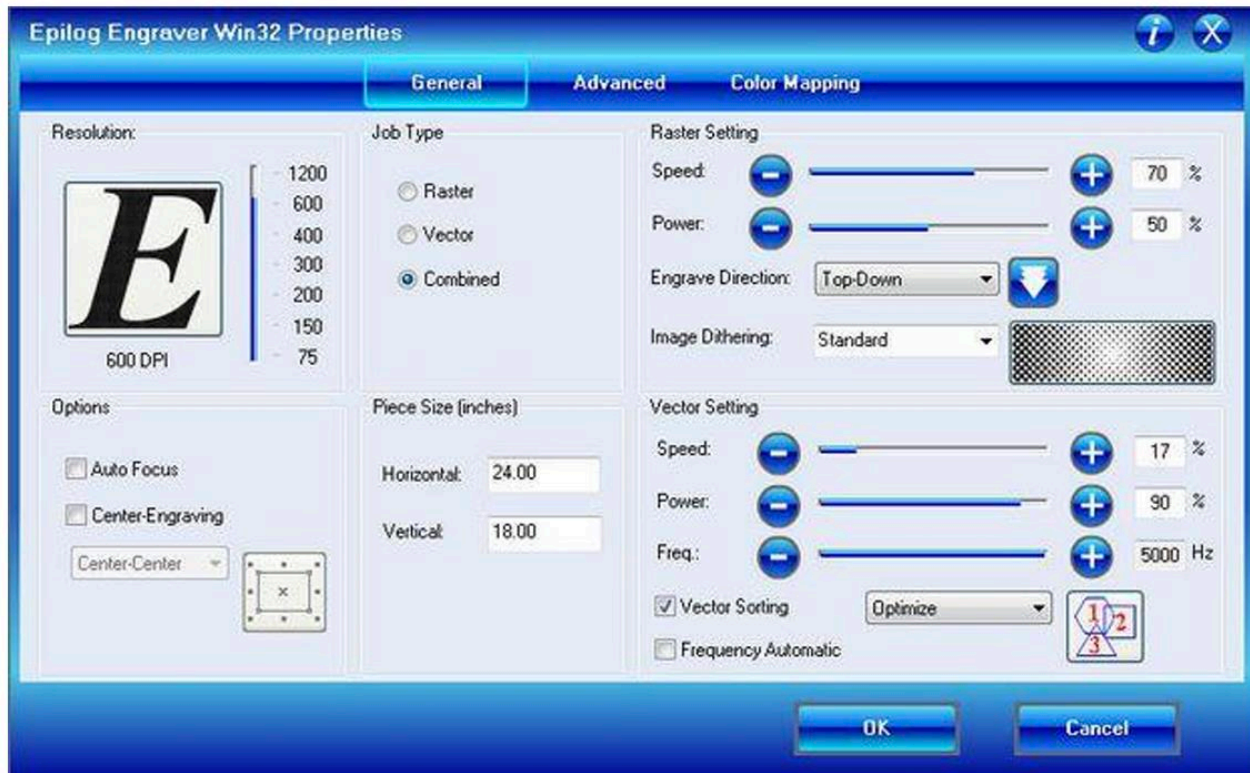 Epilog Engraver Win32 Properties
i X
General Advanced Color Mapping
Resolution:
E
600 DPI
1200
600
400
300
200
150
75
Job Type
Raster
Vector
Combined
Raster Setting
Speed: 70 %
Power: 50 %
Engrave Direction: Top-Down
Image Dithering: Standard
Options
Auto Focus
Center-Engraving
Center-Center
x
Piece Size (inches)
Horizontal: 24.00
Vertical: 18.00
Vector Setting
Speed: 17 %
Power: 90 %
Freq.: 5000 Hz
Vector Sorting Optimize
1 2
3
Frequency Automatic
OK Cancel